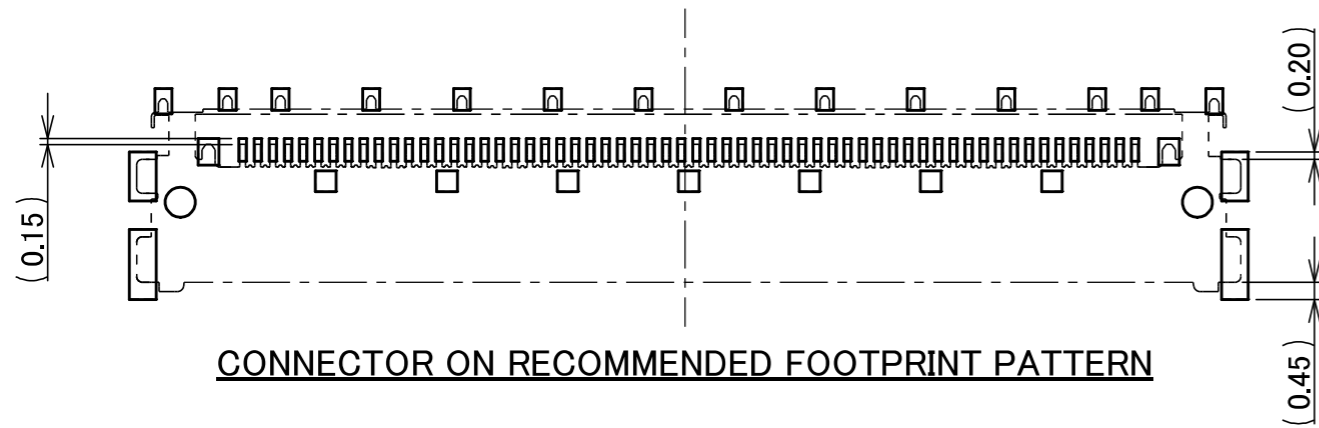 (0.20)
(0.15)
CONNECTOR ON RECOMMENDED FOOTPRINT PATTERN
(0.45)